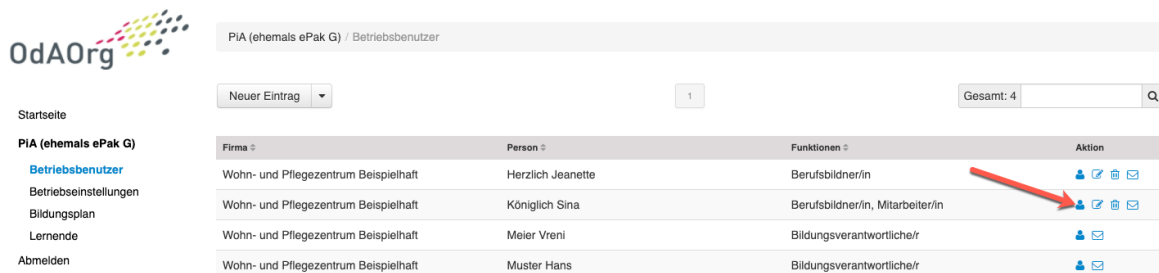 OdAOrg
PiA (ehemals ePak G) / Betriebsbenutzer
Neuer Eintrag
1
Gesamt: 4
Startseite
PiA (ehemals ePak G)
Betriebsbenutzer
Betriebseinstellungen
Bildungsplan
Lernende
Abmelden
Firma Person Funktionen Aktion
Wohn- und Pflegezentrum Beispielhaft Herzlich Jeanette Berufsbildner/in
Wohn- und Pflegezentrum Beispielhaft Königlich Sina Berufsbildner/in, Mitarbeiter/in
Wohn- und Pflegezentrum Beispielhaft Meier Vreni Bildungsverantwortliche/r
Wohn- und Pflegezentrum Beispielhaft Muster Hans Bildungsverantwortliche/r